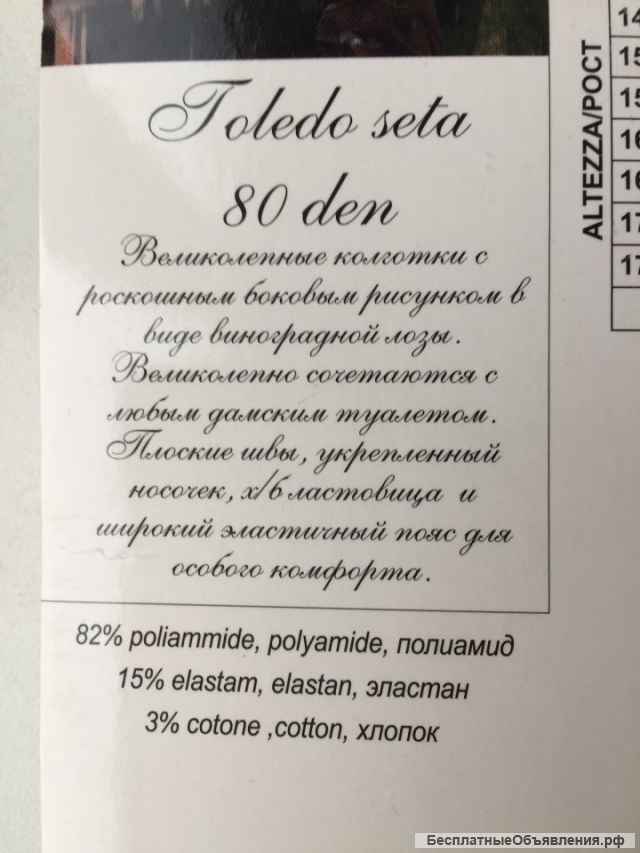 Toledo seta
80 den
Великолепные колготки с
роскошным боковым рисунком в
виде виноградной лозы.
Великолепно сочетаются с
любым дамским туалетом.
Плоские швы, укрепленный
носочек, х/б ластовица и
широкий эластичный пояс для
особого комфорта.
82% poliammide, polyamide, полиамид
15% elastam, elastan, эластан
3% cotone ,cotton, хлопок
ALTEZZA/РОСТ
БесплатныеОбъявления.рф